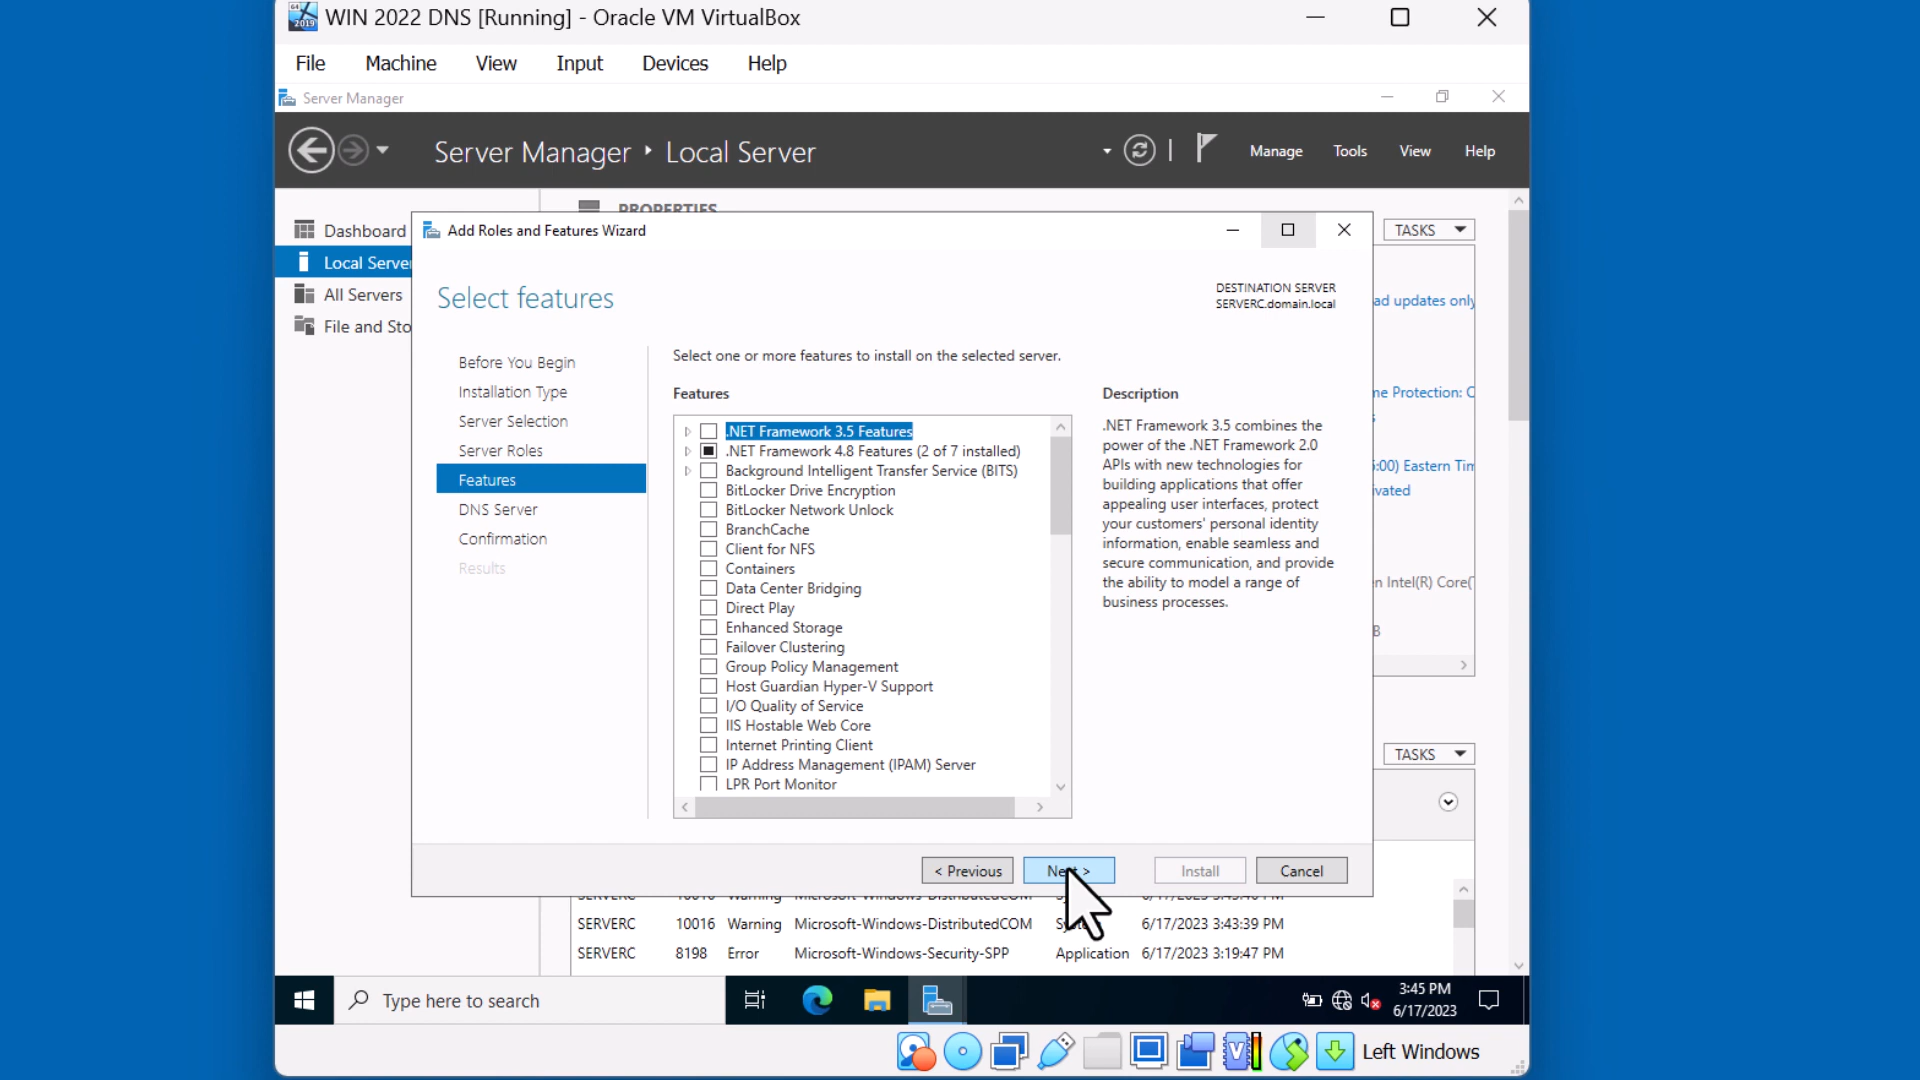 WIN 2022 DNS [Running] - Oracle VM VirtualBox
File Machine View Input Devices Help
Server Manager
Server Manager Local Server
Manage Tools View Help
PROPERTIES
Dashboard
Local Server
All Servers
File and Sto
TASKS
Add Roles and Features Wizard
Select features
DESTINATION SERVER
SERVERC.domain.local
Before You Begin
Installation Type
Server Selection
Server Roles
Features
DNS Server
Confirmation
Results
Select one or more features to install on the selected server.
Features
.NET Framework 3.5 Features
.NET Framework 4.8 Features (2 of 7 installed)
Background Intelligent Transfer Service (BITS)
BitLocker Drive Encryption
BitLocker Network Unlock
BranchCache
Client for NFS
Containers
Data Center Bridging
Direct Play
Enhanced Storage
Failover Clustering
Group Policy Management
Host Guardian Hyper-V Support
I/O Quality of Service
IIS Hostable Web Core
Internet Printing Client
IP Address Management (IPAM) Server
LPR Port Monitor
Description
.NET Framework 3.5 combines the
power of the .NET Framework 2.0
APIs with new technologies for
building applications that offer
appealing user interfaces, protect
your customers' personal identity
information, enable seamless and
secure communication, and provide
the ability to model a range of
business processes.
ad updates only
me Protection: C
5:00) Eastern Tim
ivated
n Intel(R) Core(T
B
TASKS
< Previous
Next >
Install
Cancel
SERVERC 10016 Warning Microsoft-Windows-DistributedCOM
SERVERC 10016 Warning Microsoft-Windows-DistributedCOM System 6/17/2023 3:43:39 PM
SERVERC 8198 Error Microsoft-Windows-Security-SPP Application 6/17/2023 3:19:47 PM
Type here to search
3:45 PM
6/17/2023
Left Windows